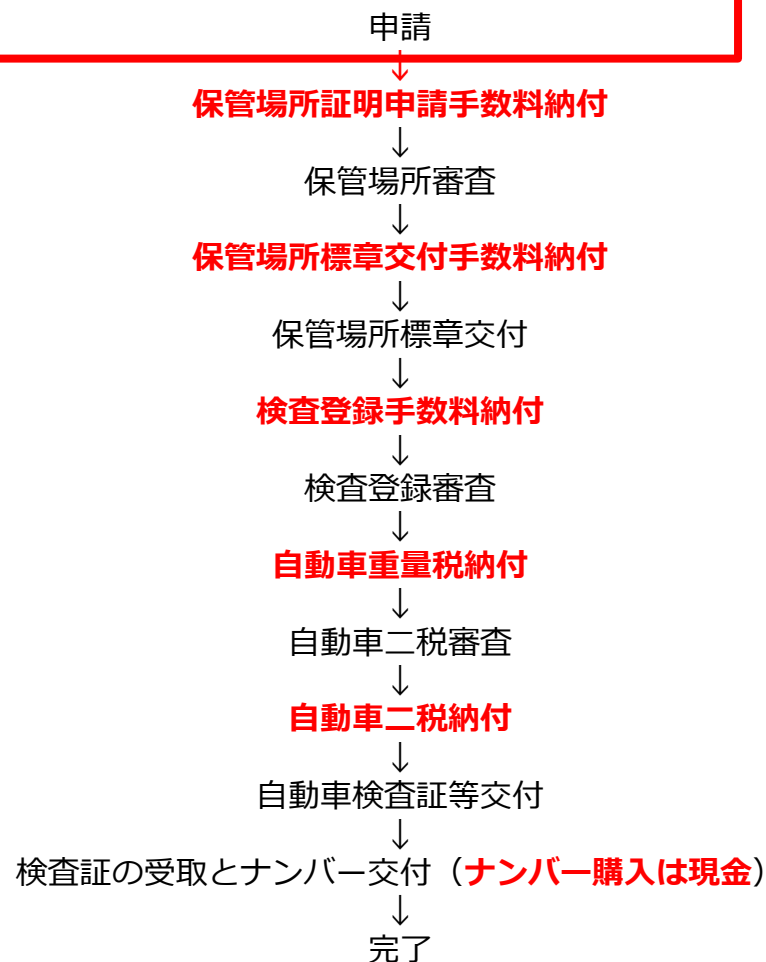 申請
↓
保管場所証明申請手数料納付
↓
保管場所審査
↓
保管場所標章交付手数料納付
↓
保管場所標章交付
↓
検査登録手数料納付
↓
検査登録審査
↓
自動車重量税納付
↓
自動車二税審査
↓
自動車二税納付
↓
自動車検査証等交付
↓
検査証の受取とナンバー交付（ナンバー購入は現金）
↓
完了